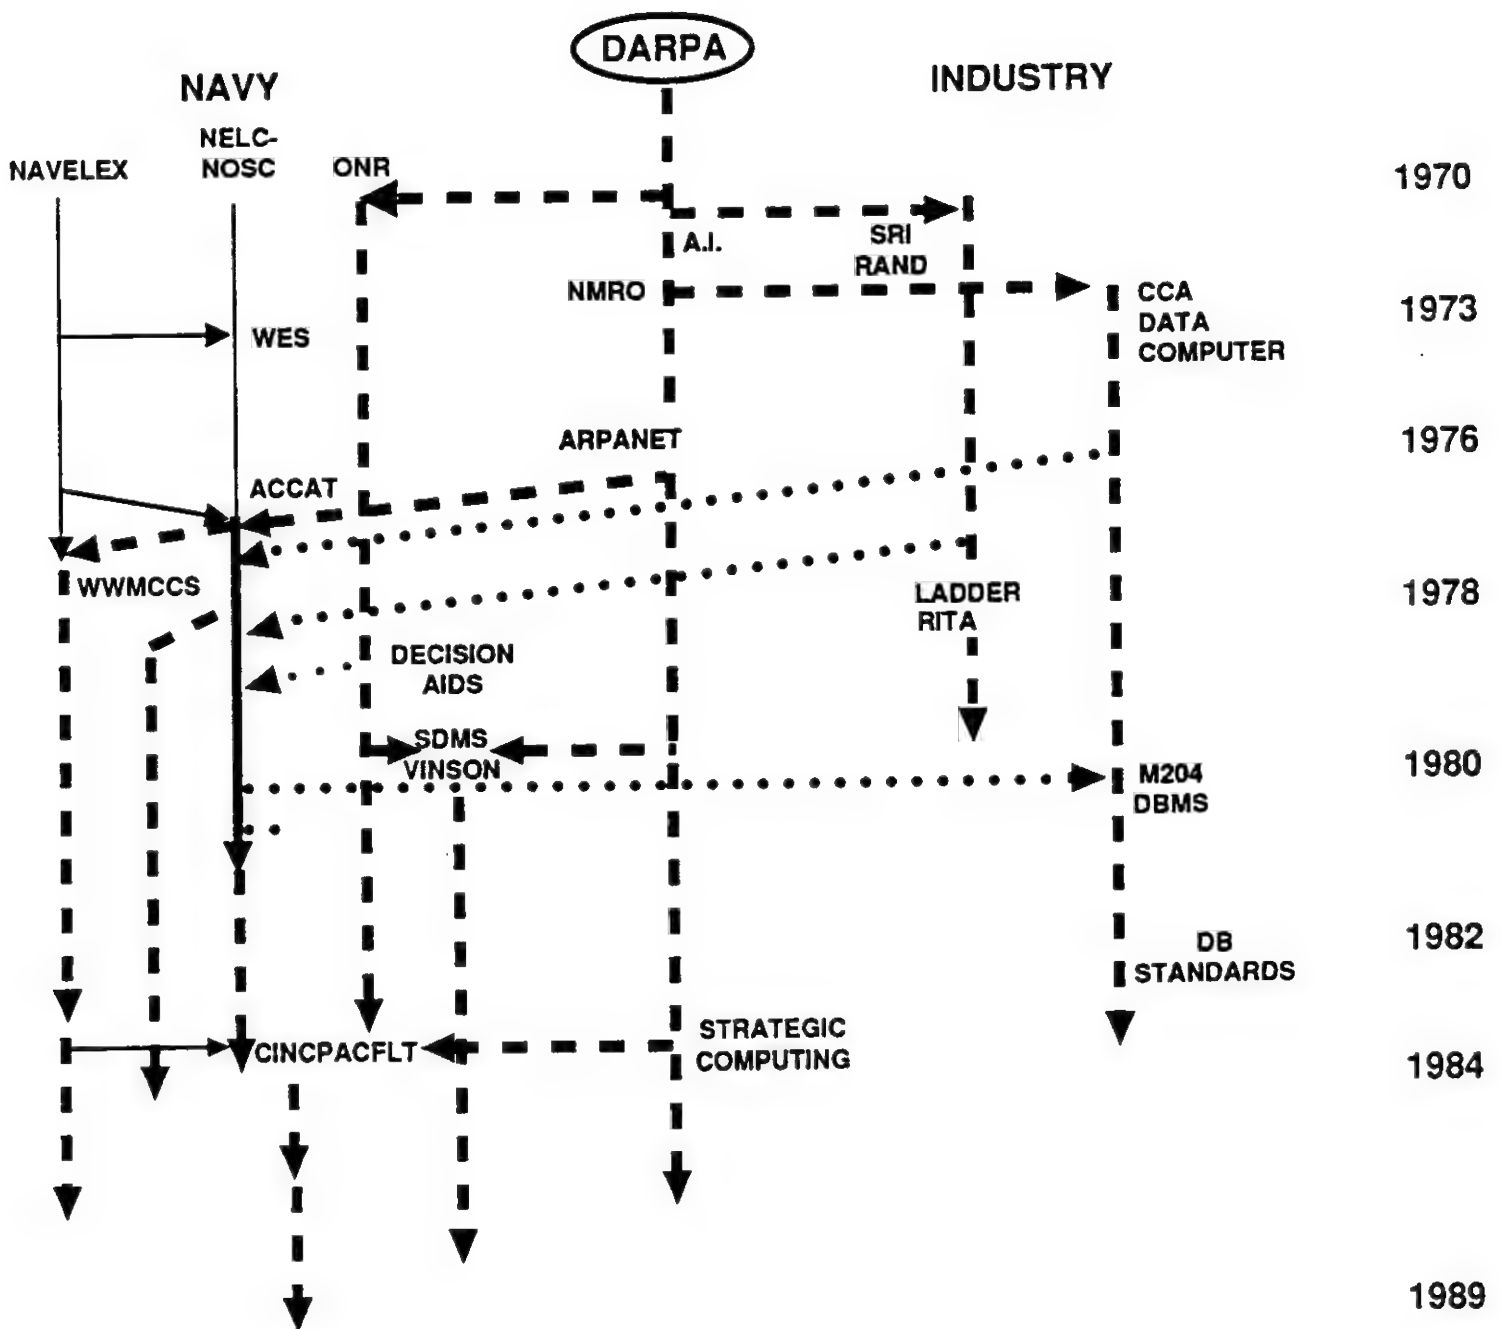 DARPA
NAVY
INDUSTRY
NELC-
NOSC
NAVELEX
ONR
1970
A.I.
SRI
RAND
NMRO
CCA
DATA
COMPUTER
1973
WES
ARPANET
1976
ACCAT
WWMCCS
LADDER
RITA
1978
DECISION
AIDS
SDMS
VINSON
M204
DBMS
1980
DB
STANDARDS
1982
CINCPACFLT
STRATEGIC
COMPUTING
1984
1989